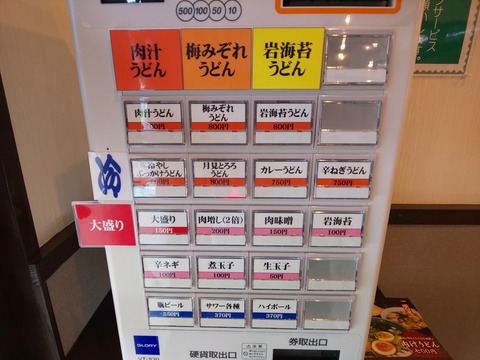 500 100 50 10
肉汁
うどん
梅みぞれ
うどん
岩海苔
うどん
肉汁うどん
梅みぞれ
うどん
800円
岩海苔うどん
800円
冷
冷やし
ぶっかけうどん
月見とろろ
うどん
800円
カレーうどん
750円
辛ねぎうどん
750円
大盛り
大盛り
150円
肉増し(2倍)
200円
肉味噌
150円
岩海苔
100円
辛ネギ
100円
煮玉子
100円
生玉子
50円
瓶ビール
サワー各種
370円
ハイボール
370円
GLORY
硬貨取出口
券取出口
サービス
肉汁うどん